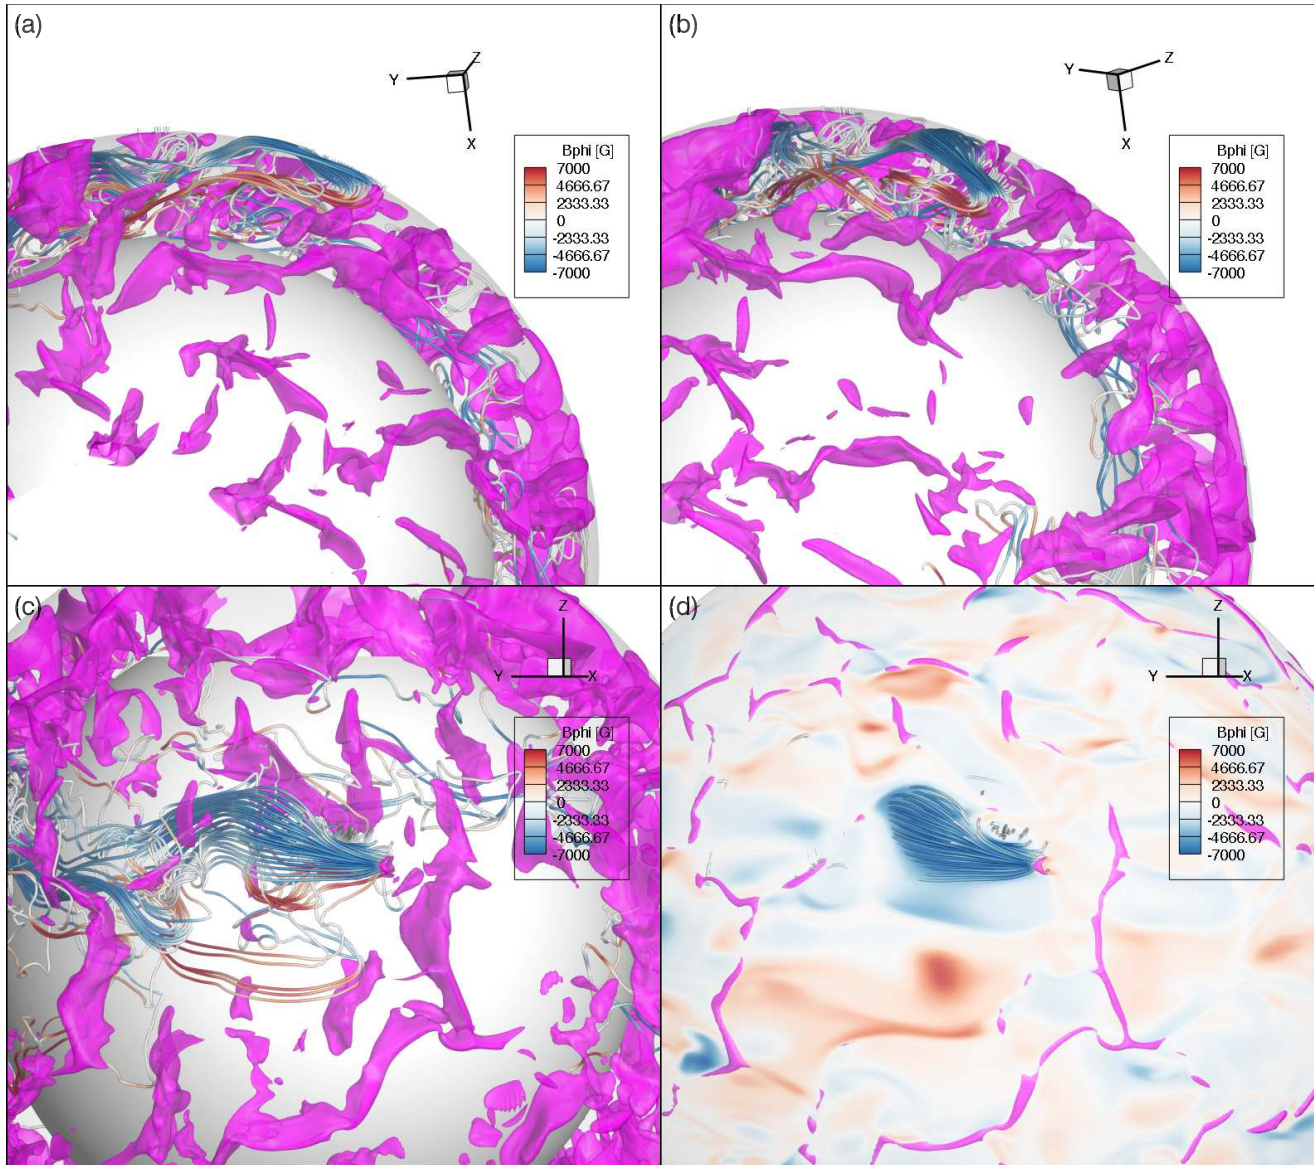 (a)
Z
Y
X
Bphi [G]
7000
4666.67
2333.33
0
-2333.33
-4666.67
-7000
(b)
Z
Y
X
Bphi [G]
7000
4666.67
2333.33
0
-2333.33
-4666.67
-7000
(c)
Z
Y
X
Bphi [G]
7000
4666.67
2333.33
0
-2333.33
-4666.67
-7000
(d)
Z
Y
X
Bphi [G]
7000
4666.67
2333.33
0
-2333.33
-4666.67
-7000